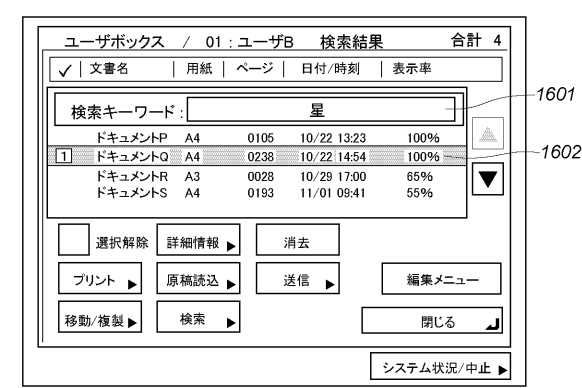 ユーザボックス / 01 : ユーザB 検索結果 合計 4
✓ 文書名 用紙 ページ 日付/時刻 表示率
検索キーワード : 星 1601
ドキュメントP A4 0105 10/22 13:23 100%
1 ドキュメントQ A4 0238 10/22 14:54 100% 1602
ドキュメントR A3 0028 10/29 17:00 65%
ドキュメントS A4 0193 11/01 09:41 55%
選択解除 詳細情報 ▶ 消去
プリント ▶ 原稿読込 ▶ 送信 ▶ 編集メニュー
移動/複製 ▶ 検索 ▶ 閉じる
システム状況/中止 ▶